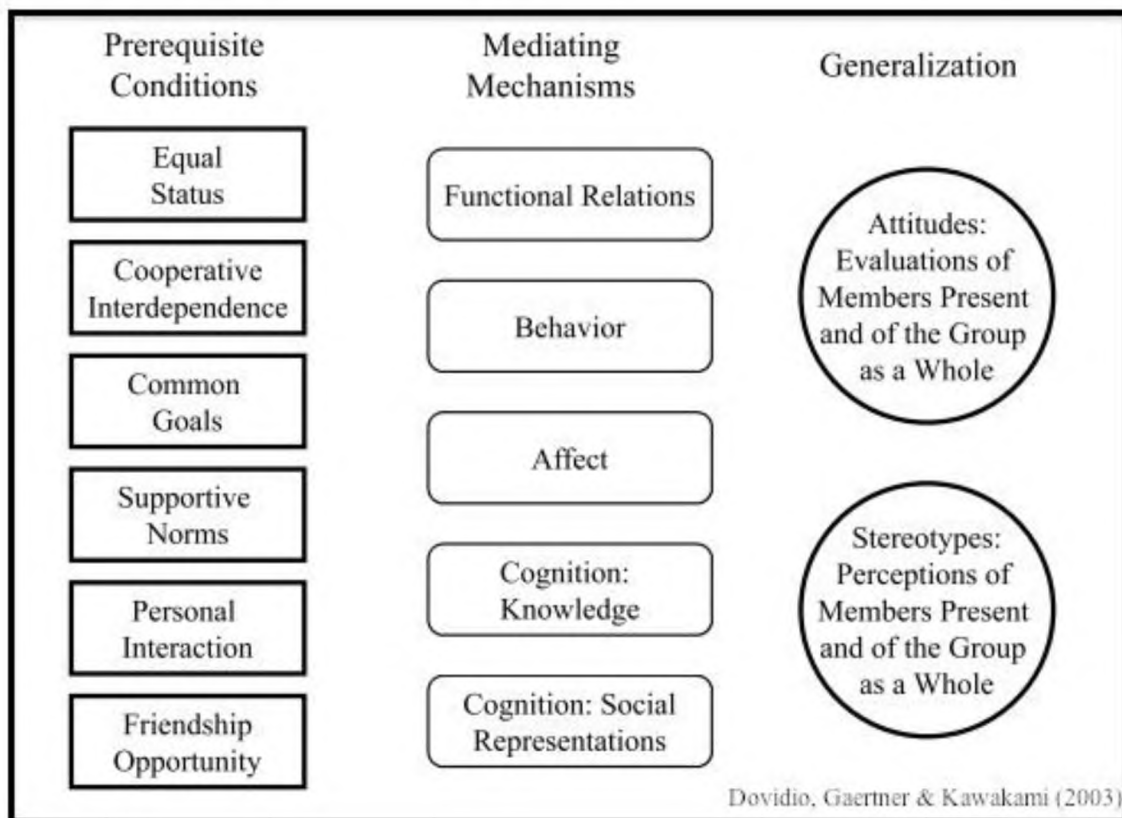 Prerequisite
Conditions
Equal
Status
Cooperative
Interdependence
Common
Goals
Supportive
Norms
Personal
Interaction
Friendship
Opportunity
Mediating
Mechanisms
Functional Relations
Behavior
Affect
Cognition:
Knowledge
Cognition: Social
Representations
Generalization
Attitudes:
Evaluations of
Members Present
and of the Group
as a Whole
Stereotypes:
Perceptions of
Members Present
and of the Group
as a Whole
Dovidio, Gaertner & Kawakami (2003)